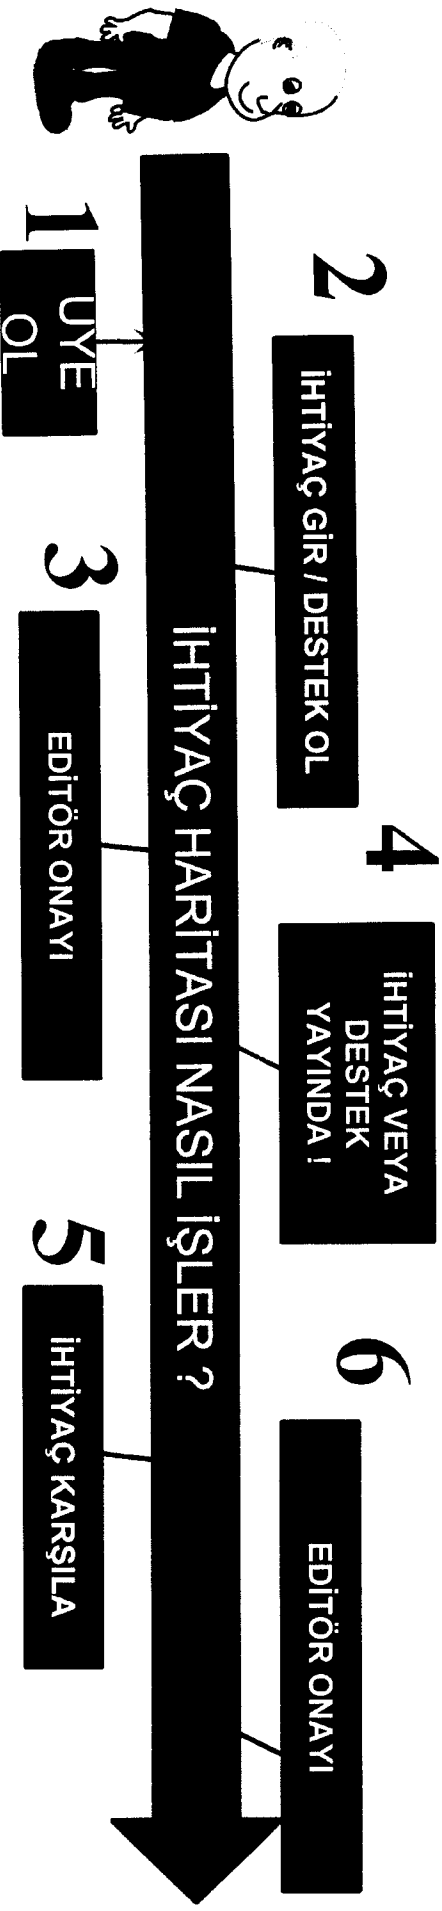 İHTİYAÇ HARİTASI NASIL İŞLER ?
1
ÜYE
OL
2
İHTİYAÇ GİR / DESTEK OL
3
EDİTÖR ONAYI
4
İHTİYAÇ VEYA
DESTEK
YAYINDA !
5
İHTİYAÇ KARŞILA
6
EDİTÖR ONAYI